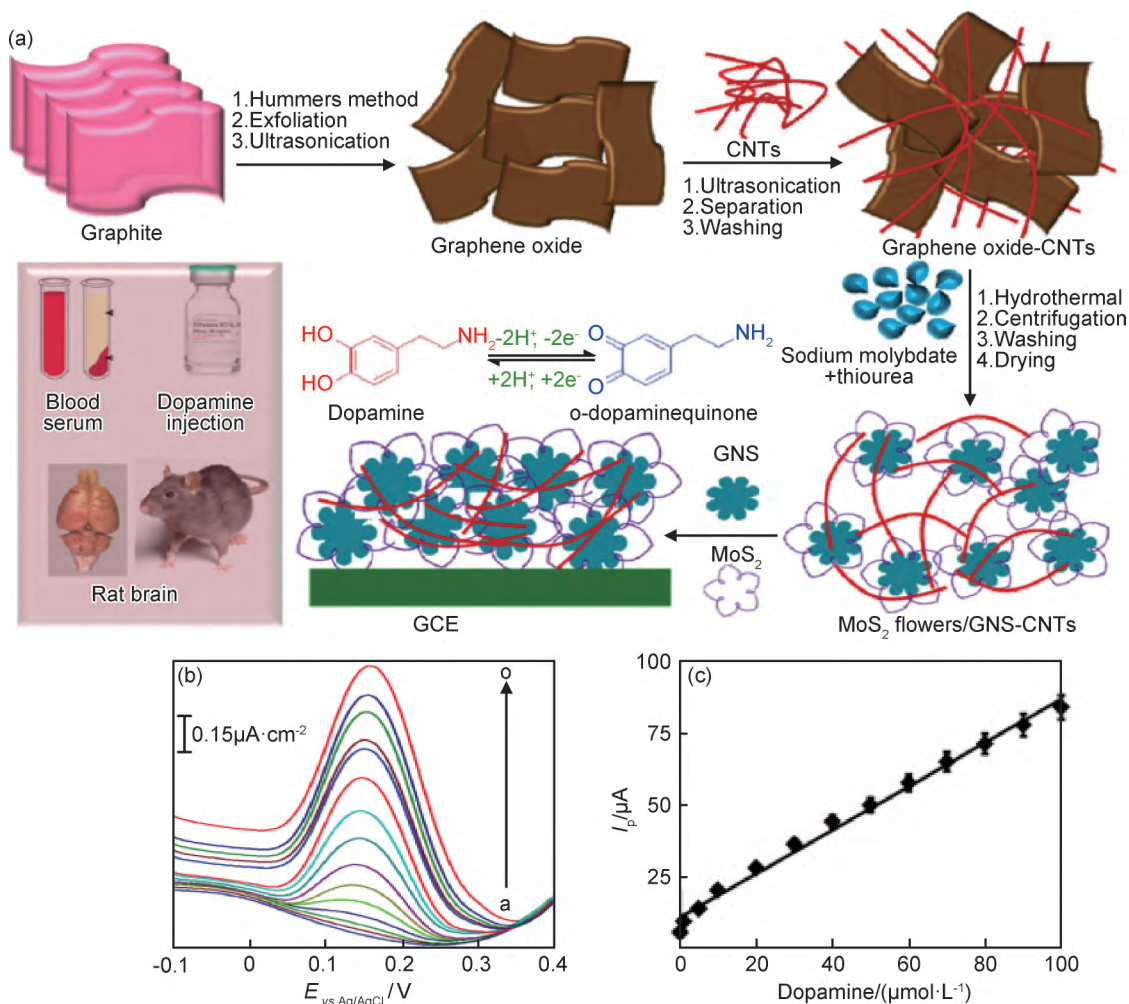 (a)
1.Hummers method
2.Exfoliation
3.Ultrasonication
Graphite
Graphene oxide
CNTs
1.Ultrasonication
2.Separation
3.Washing
Graphene oxide-CNTs
1.Hydrothermal
2.Centrifugation
3.Washing
4.Drying
Sodium molybdate
+thiourea
Blood
serum
Dopamine
injection
Rat brain
HO
HO
NH₂
-2H⁺, -2e⁻
+2H⁺, +2e⁻
O
O
NH₂
Dopamine
o-dopaminequinone
GNS
MoS₂
GCE
MoS₂ flowers/GNS-CNTs
(b)
0.15μA·cm⁻²
o
a
-0.1
0
0.1
0.2
0.3
0.4
E vs Ag/AgCl / V
(c)
100
75
50
25
Iₚ/μA
0
20
40
60
80
100
Dopamine/(μmol·L⁻¹)